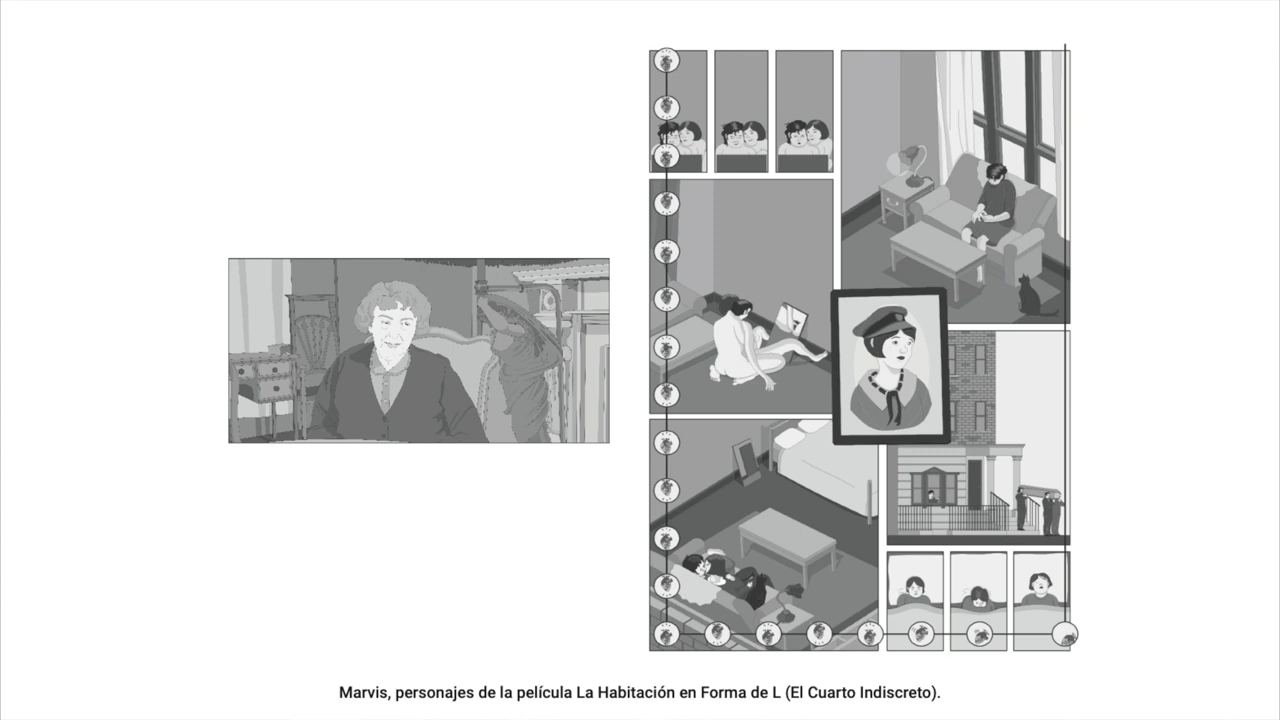 Marvis, personajes de la película La Habitación en Forma de L (El Cuarto Indiscreto).